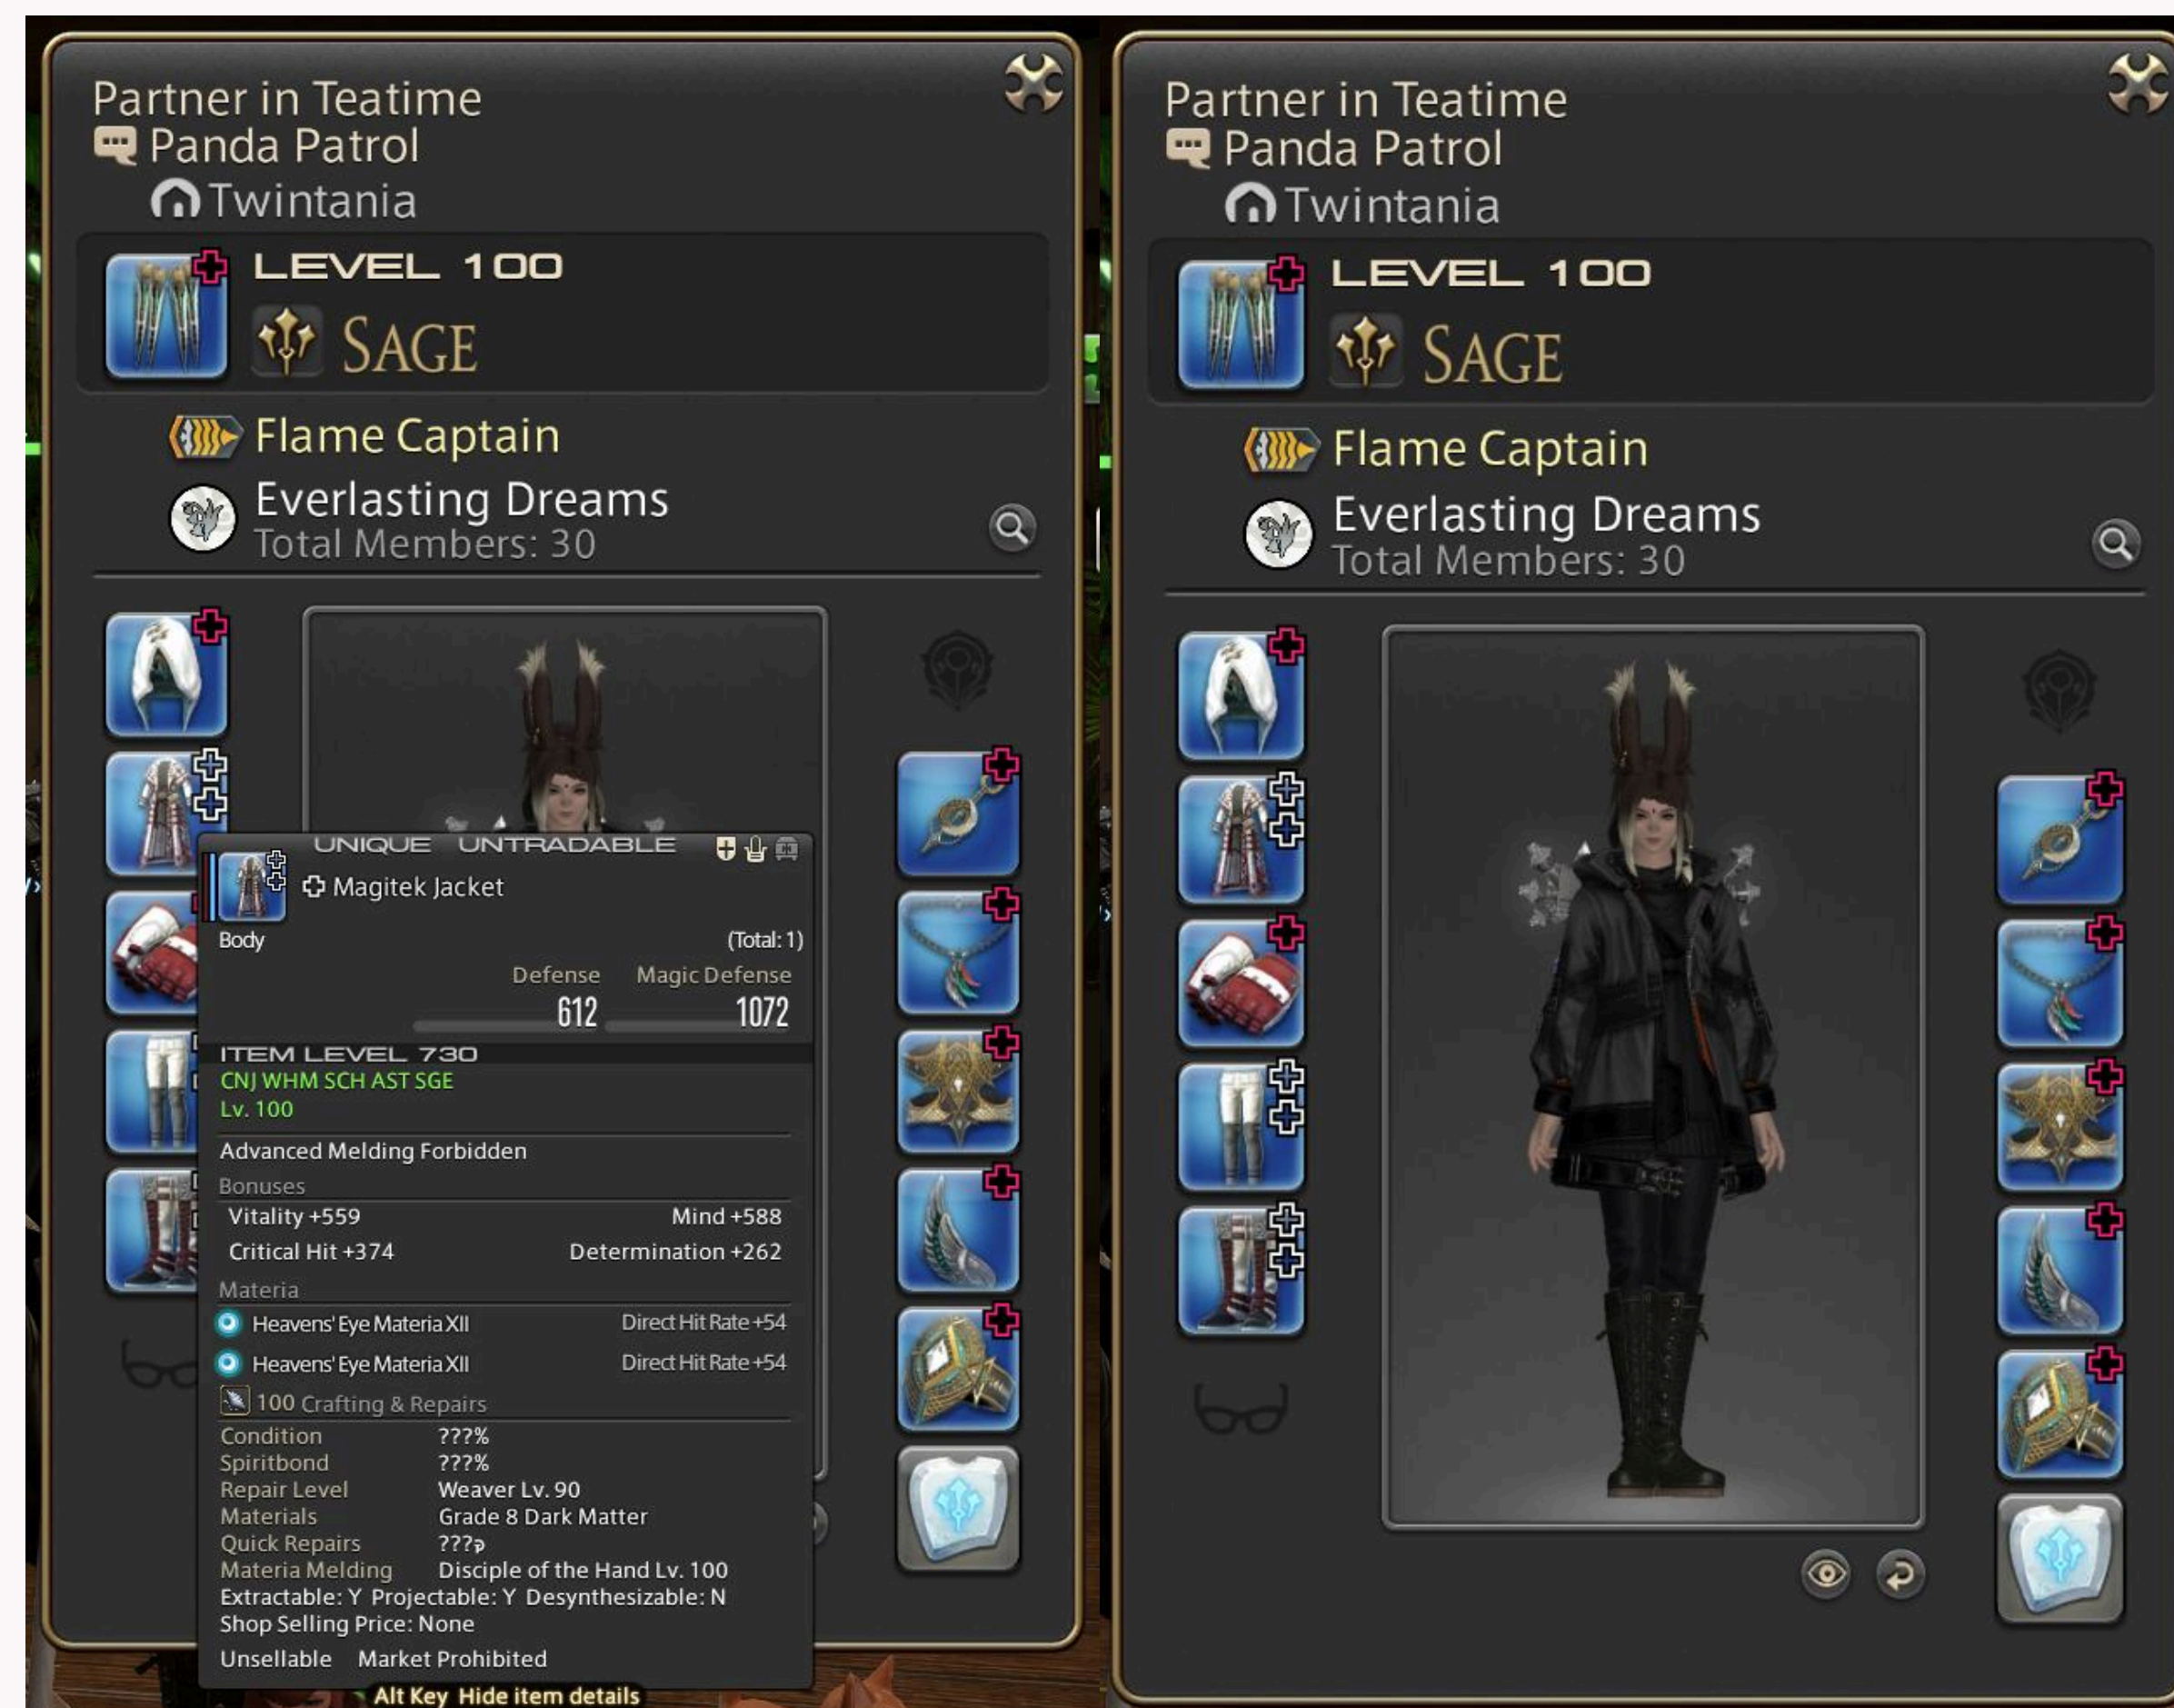 Partner in Teatime
Panda Patrol
Twintania
LEVEL 100
SAGE
Flame Captain
Everlasting Dreams
Total Members: 30
UNIQUE UNTRADABLE
Magitek Jacket
Body (Total: 1)
Defense Magic Defense
612 1072
ITEM LEVEL 730
CNJ WHM SCH AST SGE
Lv. 100
Advanced Melding Forbidden
Bonuses
Vitality +559 Mind +588
Critical Hit +374 Determination +262
Materia
Heavens' Eye Materia XII Direct Hit Rate +54
Heavens' Eye Materia XII Direct Hit Rate +54
100 Crafting & Repairs
Condition ???%
Spiritbond ???%
Repair Level Weaver Lv. 90
Materials Grade 8 Dark Matter
Quick Repairs ???
Materia Melding Disciple of the Hand Lv. 100
Extractable: Y Projectable: Y Desynthesizable: N
Shop Selling Price: None
Unsellable Market Prohibited
Alt Key Hide item details
Partner in Teatime
Panda Patrol
Twintania
LEVEL 100
SAGE
Flame Captain
Everlasting Dreams
Total Members: 30